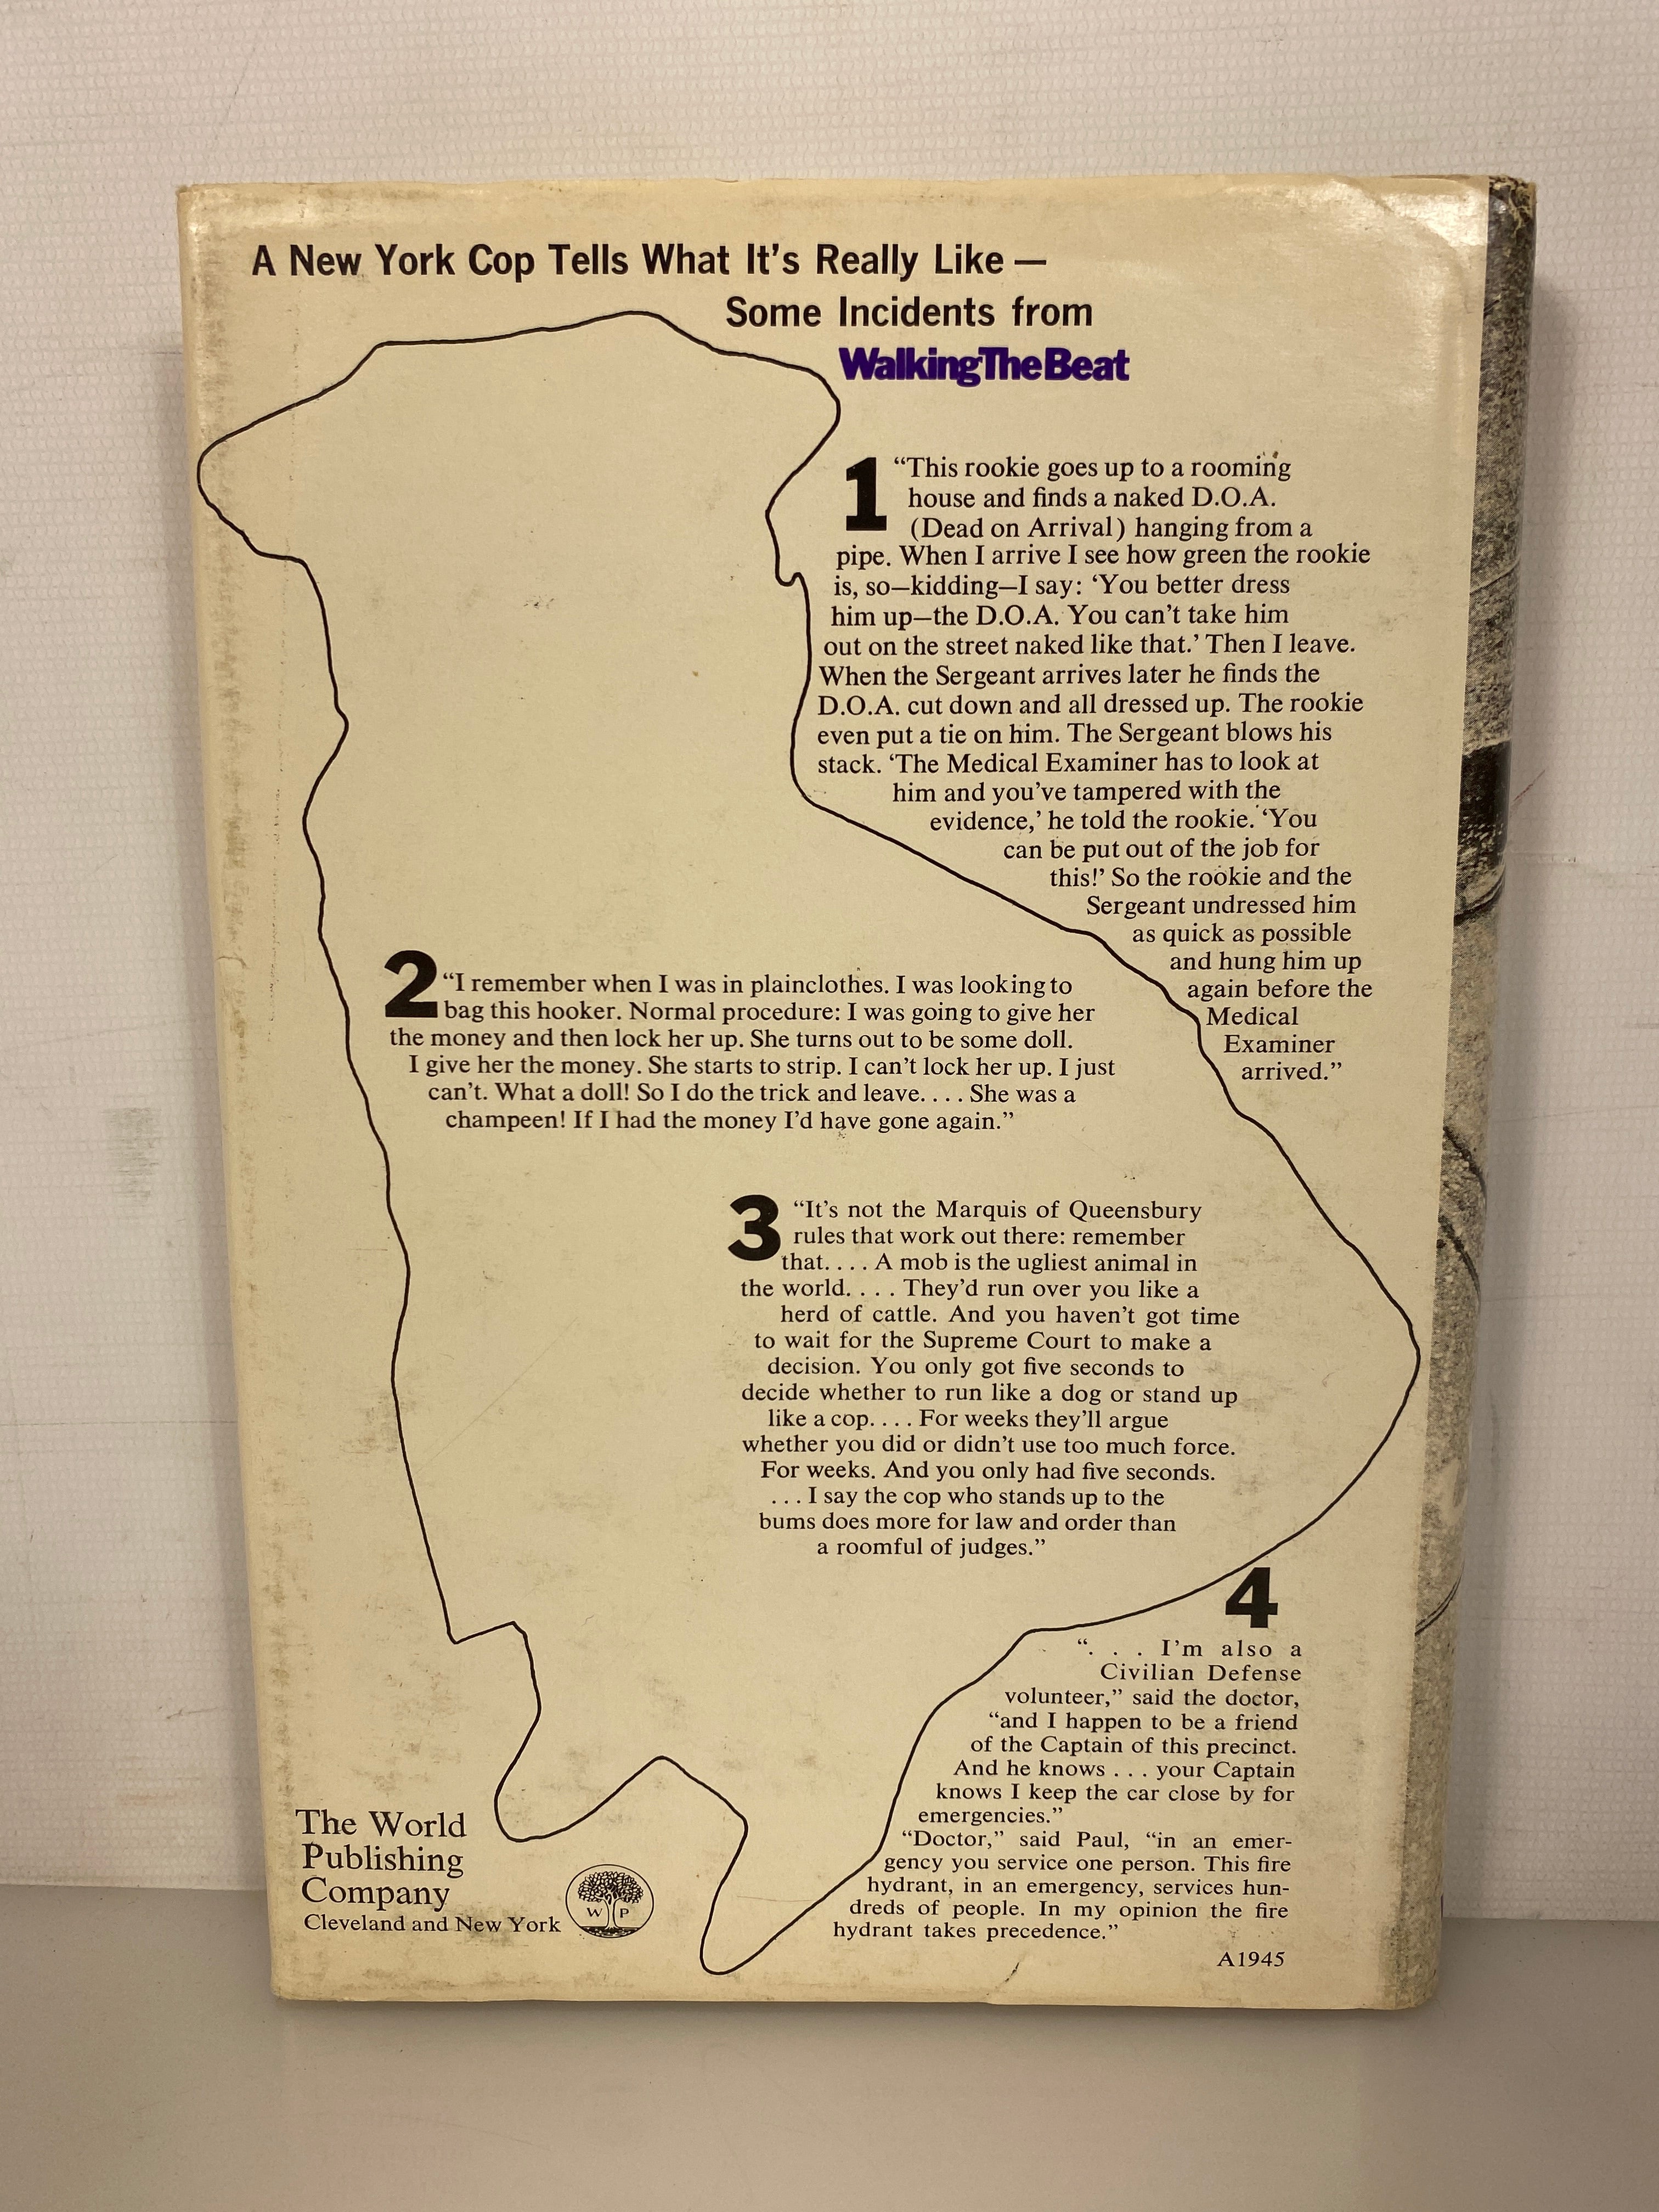 A New York Cop Tells What It's Really Like —
Some Incidents from
WalkingTheBeat
1 “This rookie goes up to a rooming
house and finds a naked D.O.A.
(Dead on Arrival) hanging from a
pipe. When I arrive I see how green the rookie
is, so—kidding—I say: ‘You better dress
him up—the D.O.A. You can’t take him
out on the street naked like that.’ Then I leave.
When the Sergeant arrives later he finds the
D.O.A. cut down and all dressed up. The rookie
even put a tie on him. The Sergeant blows his
stack. ‘The Medical Examiner has to look at
him and you’ve tampered with the
evidence,’ he told the rookie. ‘You
can be put out of the job for
this!’ So the rookie and the
Sergeant undressed him
as quick as possible
and hung him up
again before the
Medical
Examiner
arrived.”
2 “I remember when I was in plainclothes. I was looking to
bag this hooker. Normal procedure: I was going to give her
the money and then lock her up. She turns out to be some doll.
I give her the money. She starts to strip. I can’t lock her up. I just
can’t. What a doll! So I do the trick and leave. . . . She was a
champeen! If I had the money I’d have gone again.”
3 “It’s not the Marquis of Queensbury
rules that work out there: remember
that. . . . A mob is the ugliest animal in
the world. . . . They’d run over you like a
herd of cattle. And you haven’t got time
to wait for the Supreme Court to make a
decision. You only got five seconds to
decide whether to run like a dog or stand up
like a cop. . . . For weeks they’ll argue
whether you did or didn’t use too much force.
For weeks. And you only had five seconds.
. . . I say the cop who stands up to the
bums does more for law and order than
a roomful of judges.”
4
“. . . I’m also a
Civilian Defense
volunteer,” said the doctor,
“and I happen to be a friend
of the Captain of this precinct.
And he knows . . . your Captain
knows I keep the car close by for
emergencies.”
“Doctor,” said Paul, “in an emer-
gency you service one person. This fire
hydrant, in an emergency, services hun-
dreds of people. In my opinion the fire
hydrant takes precedence.”
A1945
The World
Publishing
Company
Cleveland and New York
W P